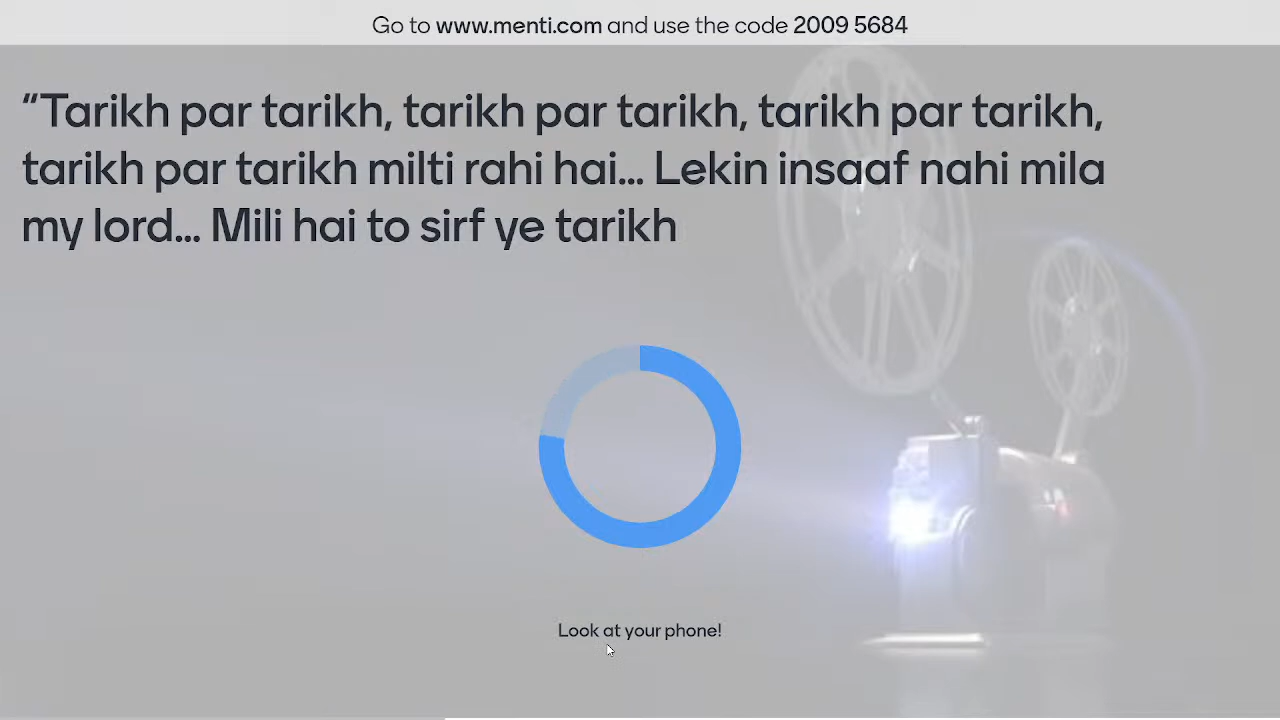 Go to www.menti.com and use the code 2009 5684
“Tarikh par tarikh, tarikh par tarikh, tarikh par tarikh,
tarikh par tarikh milti rahi hai... Lekin insaaf nahi mila
my lord... Mili hai to sirf ye tarikh
Look at your phone!